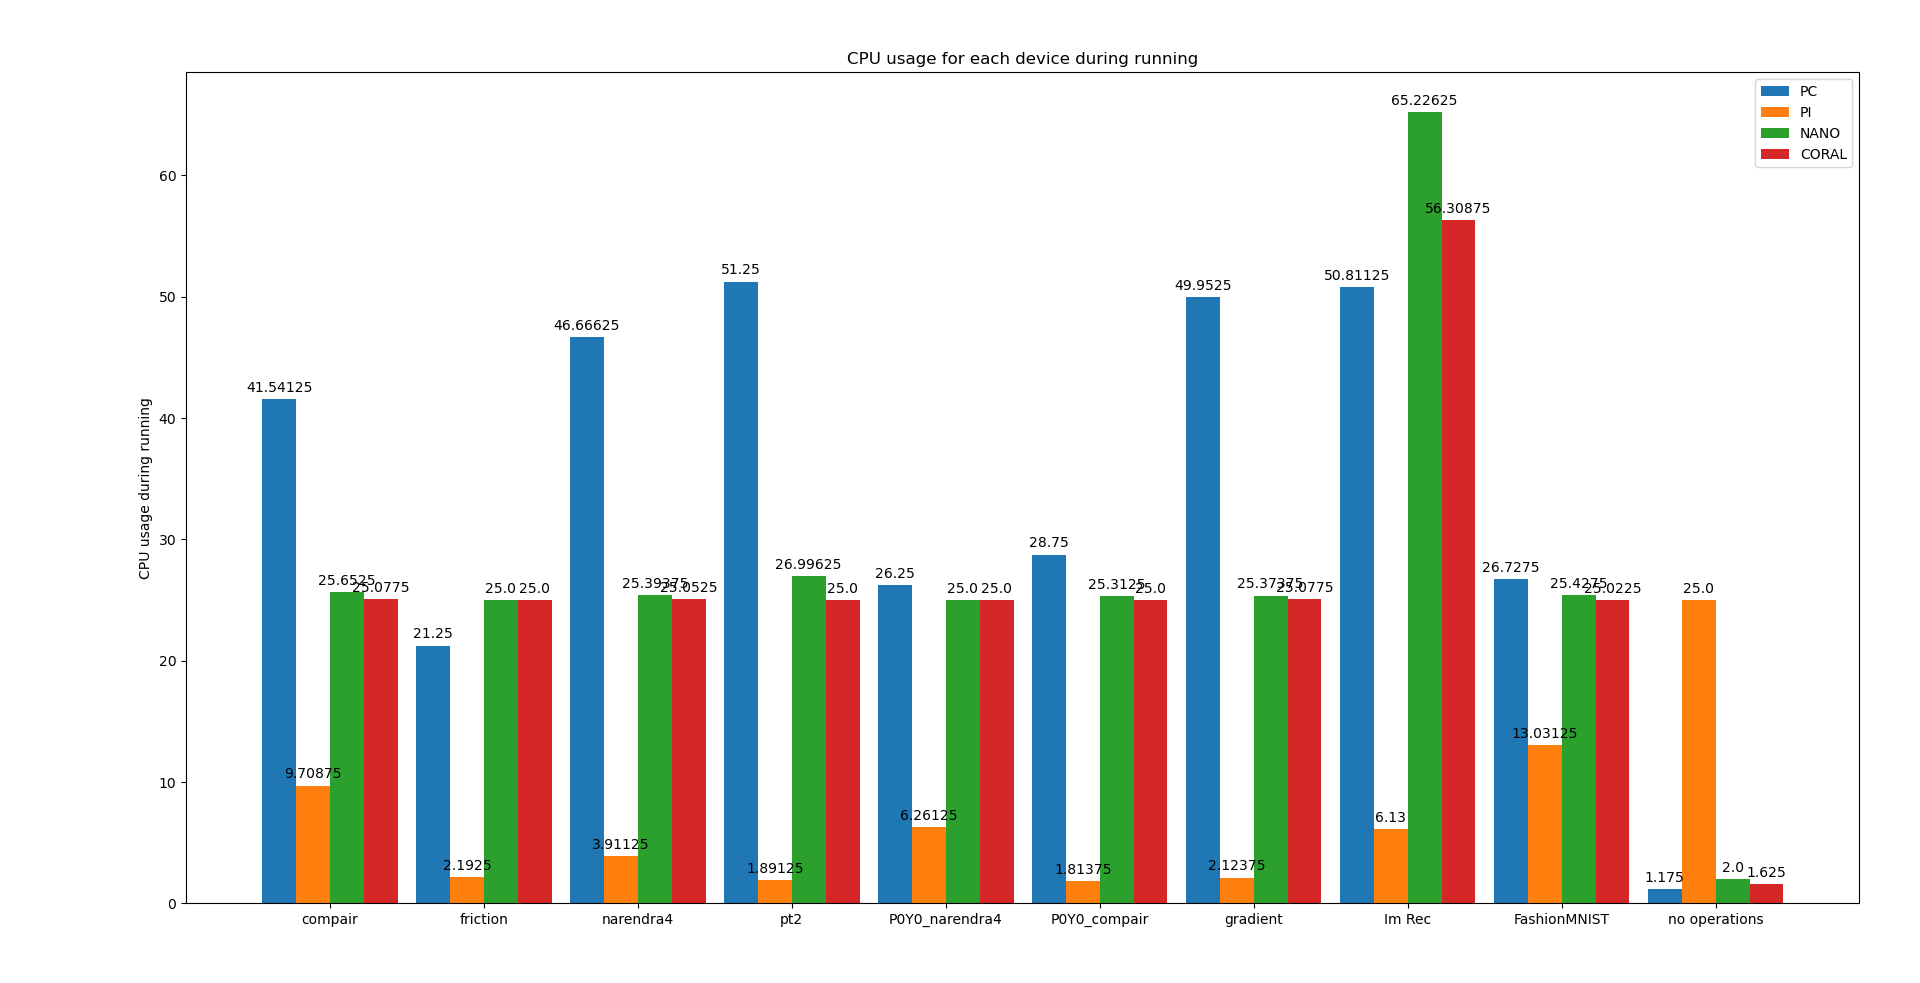 CPU usage for each device during running
PC
PI
NANO
CORAL
CPU usage during running
60
50
40
30
20
10
0
41.54125
9.70875
25.6525
25.0775
21.25
2.1925
25.0
25.0
46.66625
3.91125
25.39375
25.0525
51.25
1.89125
26.99625
25.0
26.25
6.26125
25.0
25.0
28.75
1.81375
25.3125
25.0
49.9525
2.12375
25.37375
25.0775
50.81125
6.13
65.22625
56.30875
26.7275
13.03125
25.4275
25.0225
1.175
25.0
2.0
1.625
compair
friction
narendra4
pt2
P0Y0_narendra4
P0Y0_compair
gradient
Im Rec
FashionMNIST
no operations